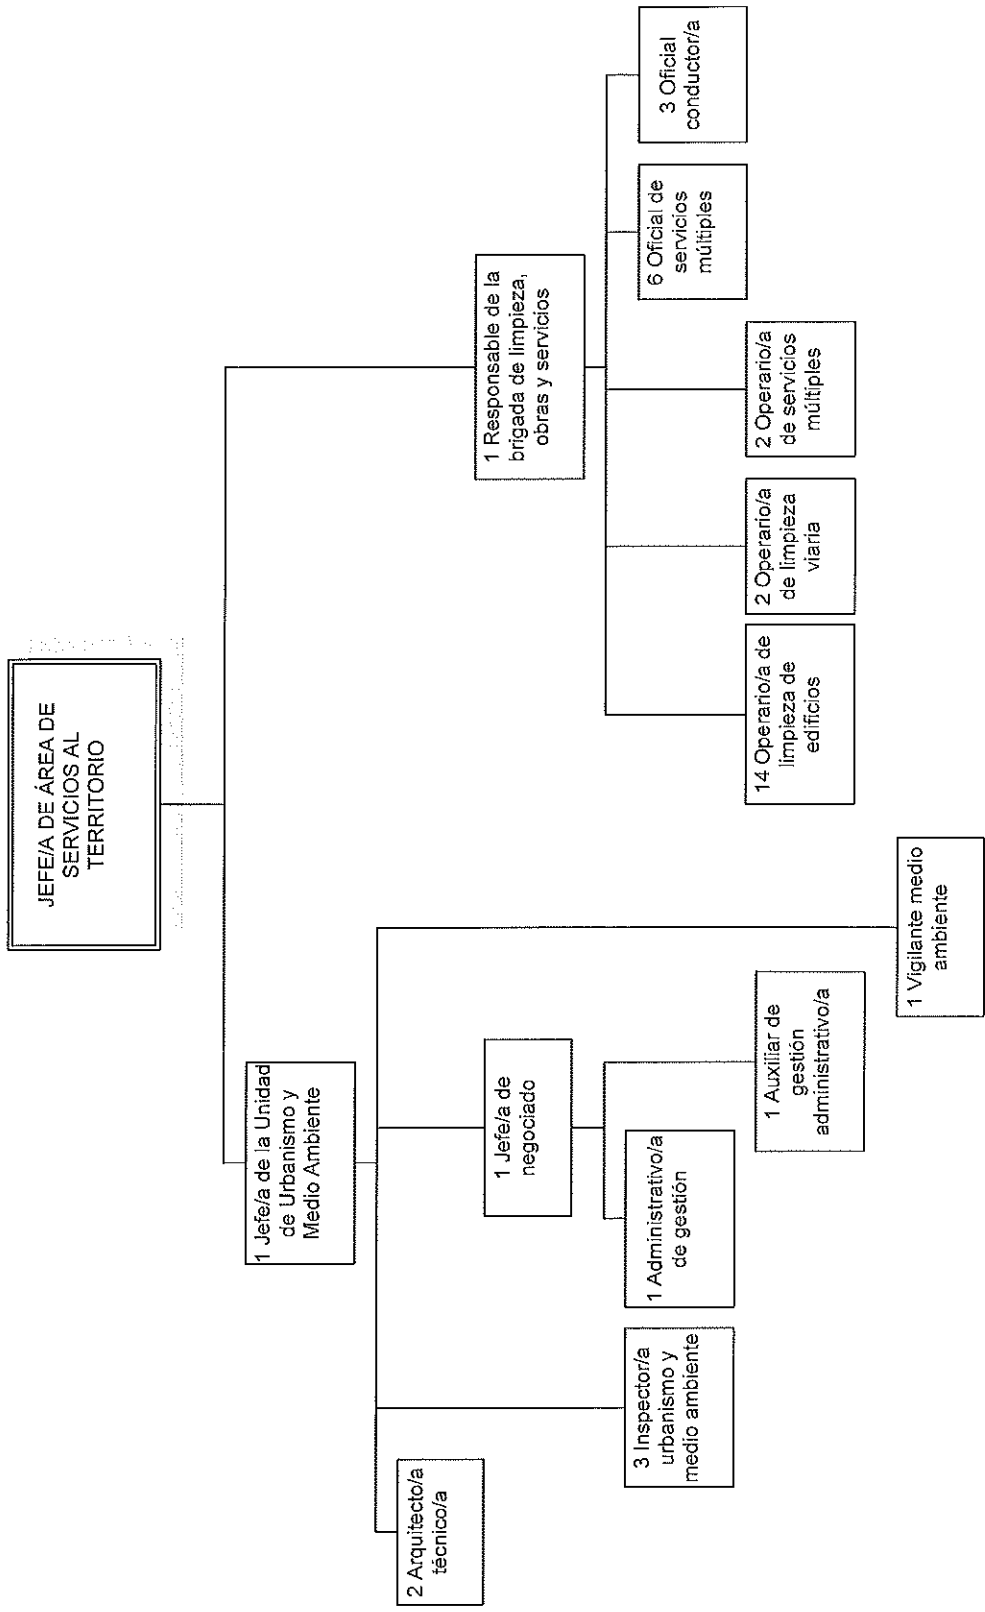 JEFE/A DE ÁREA DE
SERVICIOS AL
TERRITORIO
1 Jefe/a de la Unidad
de Urbanismo y
Medio Ambiente
1 Responsable de la
brigada de limpieza,
obras y servicios
2 Arquitecto/a
técnico/a
3 Inspector/a
urbanismo y
medio ambiente
1 Jefe/a de
negociado
1 Administrativo/a
de gestión
1 Auxiliar de
gestión
administrativo/a
1 Vigilante medio
ambiente
14 Operario/a de
limpieza de
edificios
2 Operario/a
de limpieza
viaria
2 Operario/a
de servicios
múltiples
6 Oficial de
servicios
múltiples
3 Oficial
conductor/a